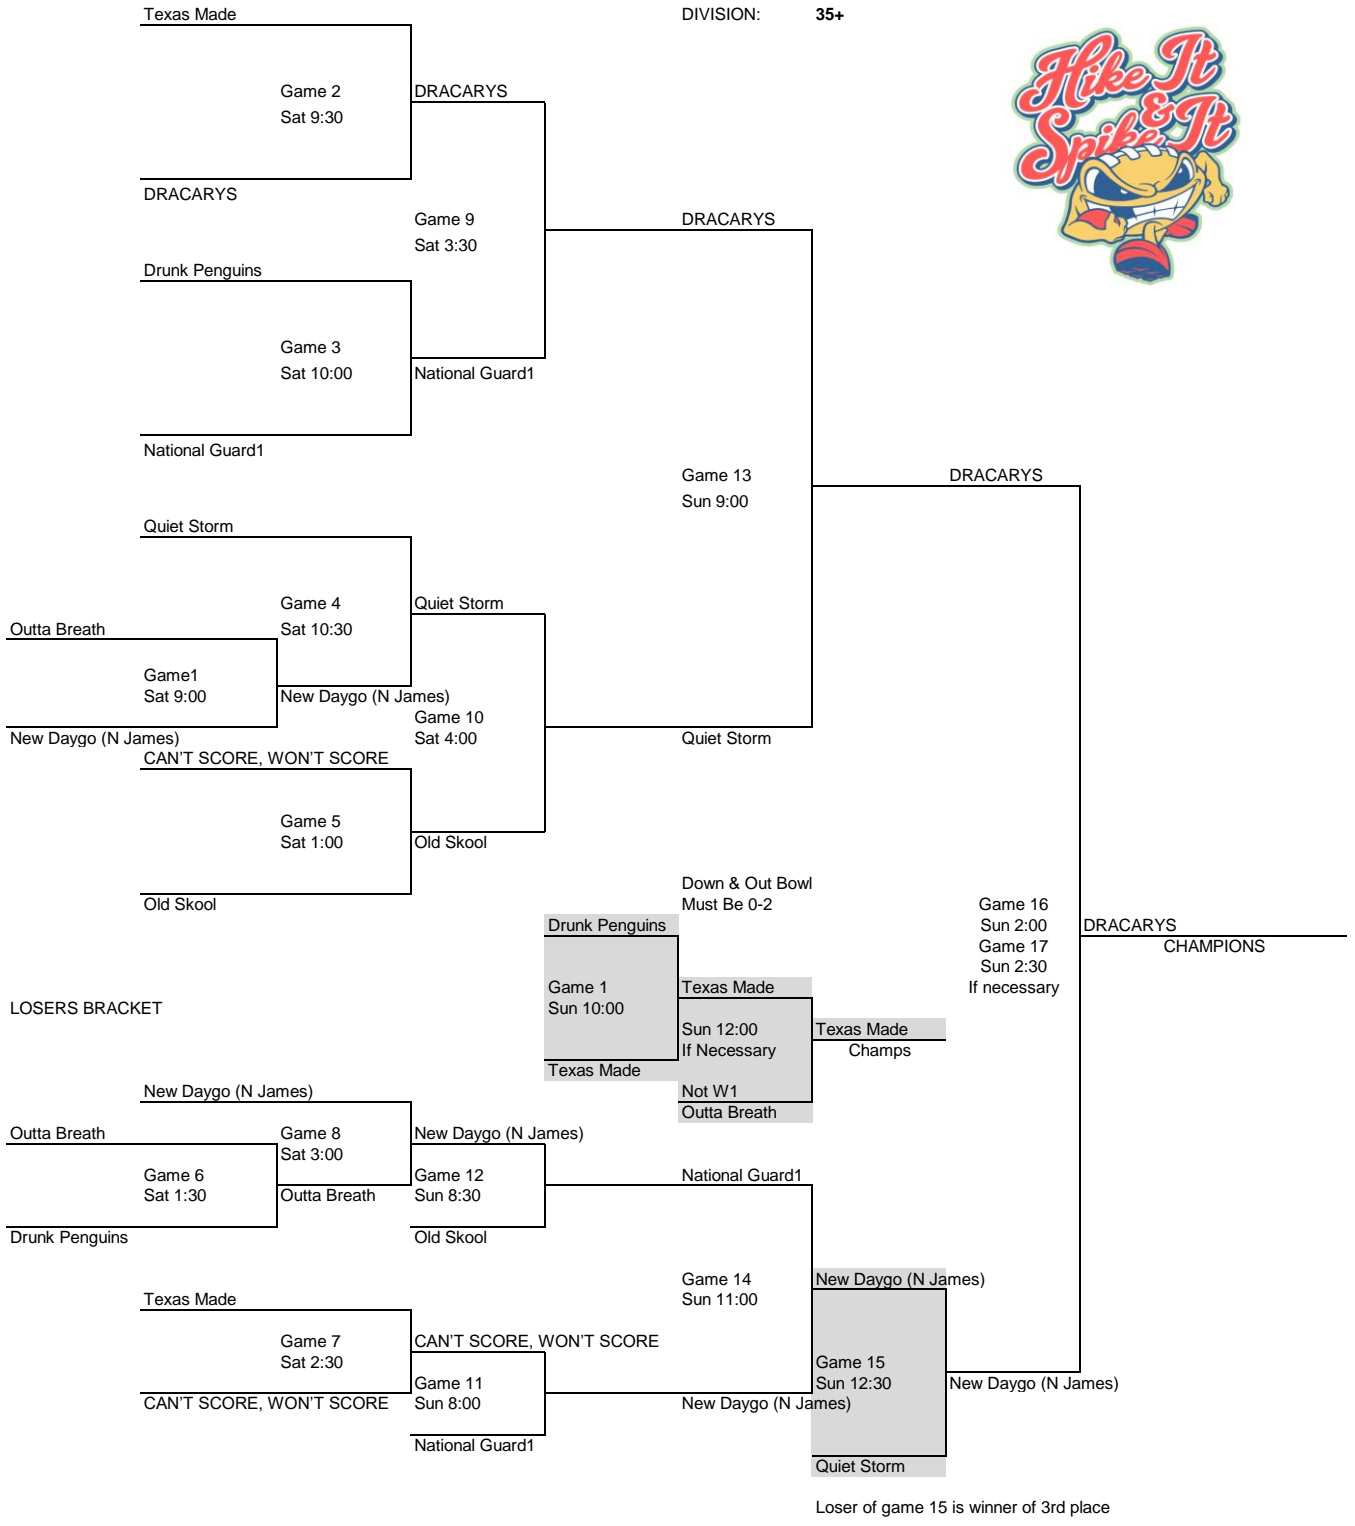 Texas Made
DIVISION: 35+
Hike It
&
Spike It
Game 2
DRACARYS
Sat 9:30
DRACARYS
Game 9
DRACARYS
Sat 3:30
Drunk Penguins
Game 3
Sat 10:00
National Guard1
National Guard1
Game 13
DRACARYS
Sun 9:00
Quiet Storm
Game 4
Quiet Storm
Outta Breath
Sat 10:30
Game1
Sat 9:00
New Daygo (N James)
Game 10
New Daygo (N James)
Sat 4:00
Quiet Storm
CAN'T SCORE, WON'T SCORE
Game 5
Sat 1:00
Old Skool
Down & Out Bowl
Old Skool
Must Be 0-2
Game 16
Drunk Penguins
Sun 2:00
DRACARYS
Game 17
CHAMPIONS
Sun 2:30
Game 1
Texas Made
If necessary
LOSERS BRACKET
Sun 10:00
Sun 12:00
Texas Made
If Necessary
Champs
Texas Made
New Daygo (N James)
Not W1
Outta Breath
Outta Breath
Game 8
New Daygo (N James)
Sat 3:00
Game 6
Game 12
National Guard1
Sat 1:30
Outta Breath
Sun 8:30
Drunk Penguins
Old Skool
Game 14
New Daygo (N James)
Texas Made
Sun 11:00
Game 7
CAN'T SCORE, WON'T SCORE
Sat 2:30
Game 15
Game 11
Sun 12:30
New Daygo (N James)
CAN'T SCORE, WON'T SCORE
Sun 8:00
New Daygo (N James)
National Guard1
Quiet Storm
Loser of game 15 is winner of 3rd place